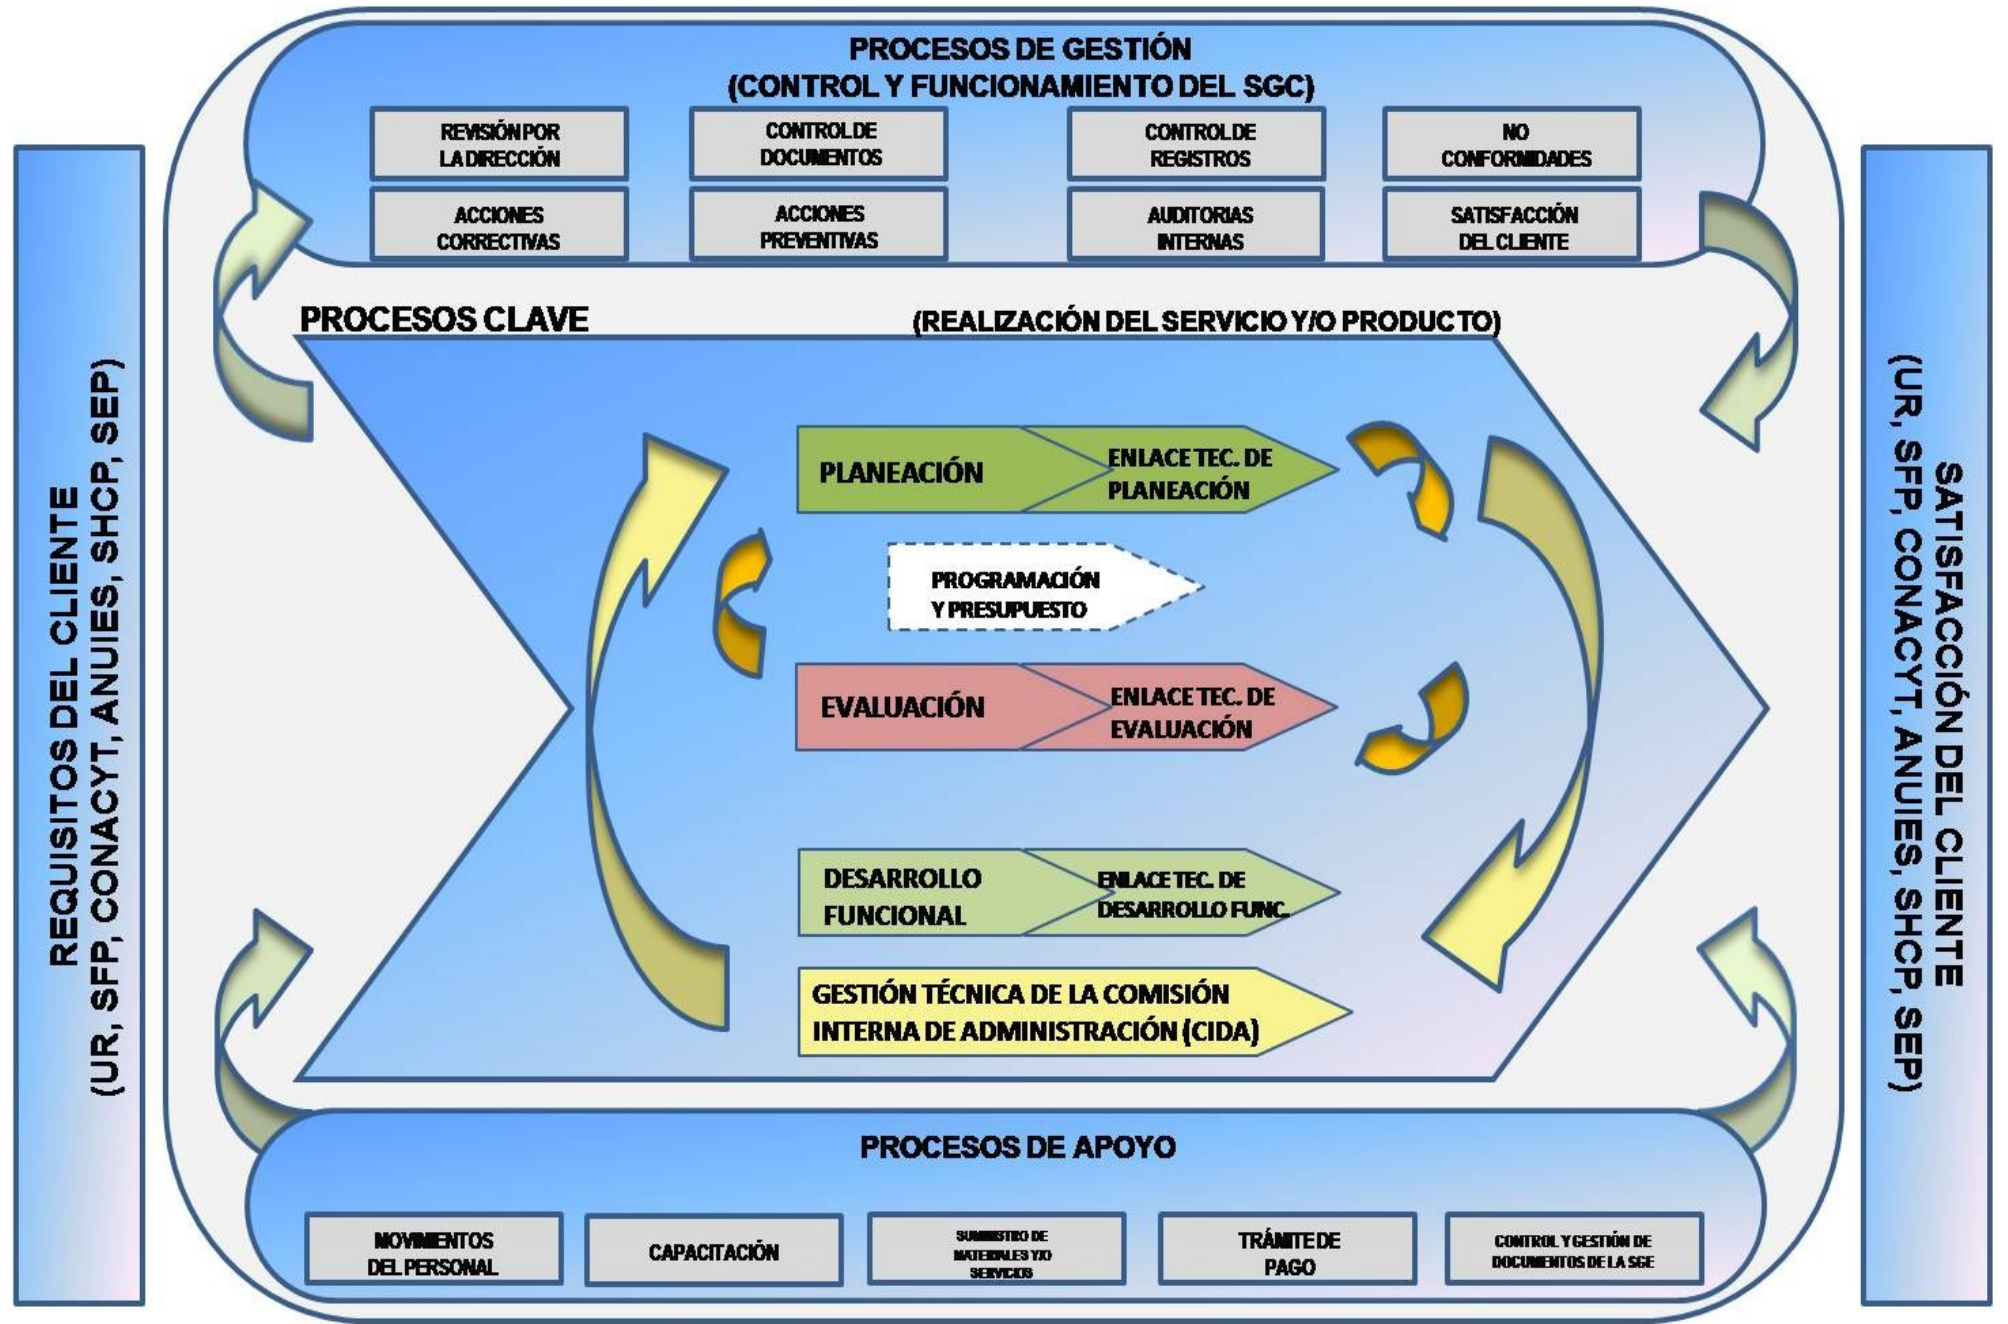 PROCESOS DE GESTIÓN
(CONTROL Y FUNCIONAMIENTO DEL SGC)
REVISIÓN POR
LA DIRECCIÓN
CONTROL DE
DOCUMENTOS
CONTROL DE
REGISTROS
NO
CONFORMIDADES
ACCIONES
CORRECTIVAS
ACCIONES
PREVENTIVAS
AUDITORIAS
INTERNAS
SATISFACCIÓN
DEL CLIENTE
REQUISITOS DEL CLIENTE
(UR, SFP, CONACYT, ANUIES, SHCP, SEP)
PROCESOS CLAVE
(REALIZACIÓN DEL SERVICIO Y/O PRODUCTO)
PLANEACIÓN
ENLACE TEC. DE
PLANEACIÓN
PROGRAMACIÓN
Y PRESUPUESTO
EVALUACIÓN
ENLACE TEC. DE
EVALUACIÓN
DESARROLLO
FUNCIONAL
ENLACE TEC. DE
DESARROLLO FUNC.
GESTIÓN TÉCNICA DE LA COMISIÓN
INTERNA DE ADMINISTRACIÓN (CIDA)
SATISFACCIÓN DEL CLIENTE
(UR, SFP, CONACYT, ANUIES, SHCP, SEP)
PROCESOS DE APOYO
MOVIMIENTOS
DEL PERSONAL
CAPACITACIÓN
SUMINISTRO DE
MATERIALES Y/O
SERVICIOS
TRÁMITE DE
PAGO
CONTROL Y GESTIÓN DE
DOCUMENTOS DE LA SGE